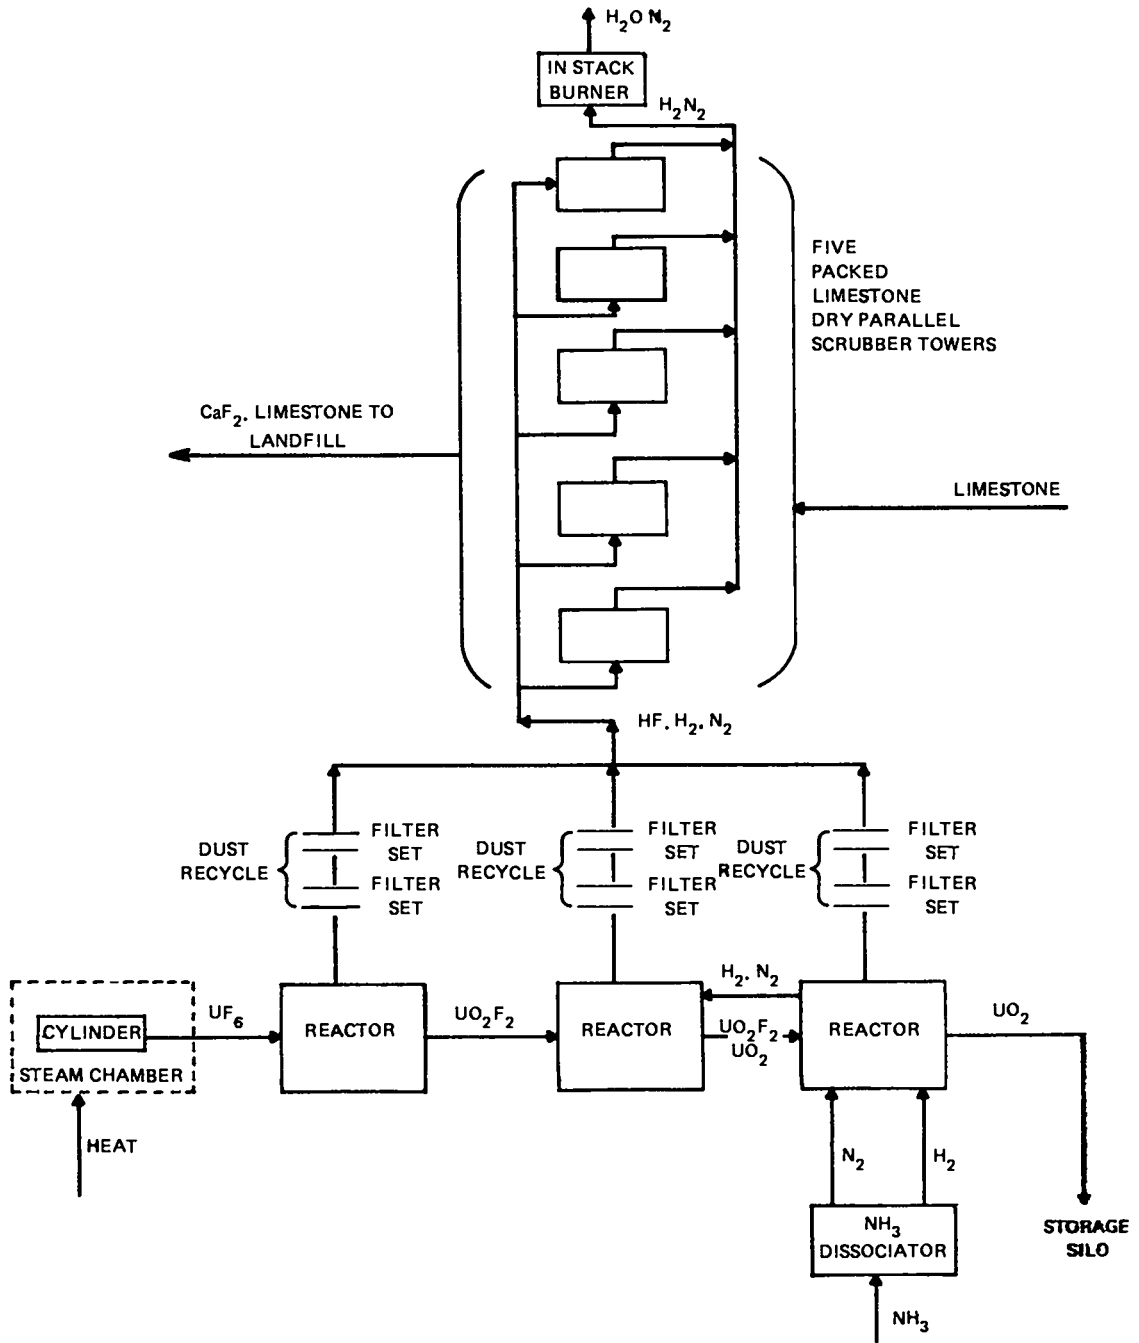 H2O N2
IN STACK
BURNER
H2N2
FIVE
PACKED
LIMESTONE
DRY PARALLEL
SCRUBBER TOWERS
CaF2. LIMESTONE TO
LANDFILL
LIMESTONE
HF. H2. N2
DUST
RECYCLE
FILTER
SET
FILTER
SET
DUST
RECYCLE
FILTER
SET
FILTER
SET
DUST
RECYCLE
FILTER
SET
FILTER
SET
CYLINDER
STEAM CHAMBER
HEAT
UF6
REACTOR
UO2F2
REACTOR
H2. N2
UO2F2
UO2
REACTOR
UO2
N2
H2
NH3
DISSOCIATOR
NH3
STORAGE
SILO